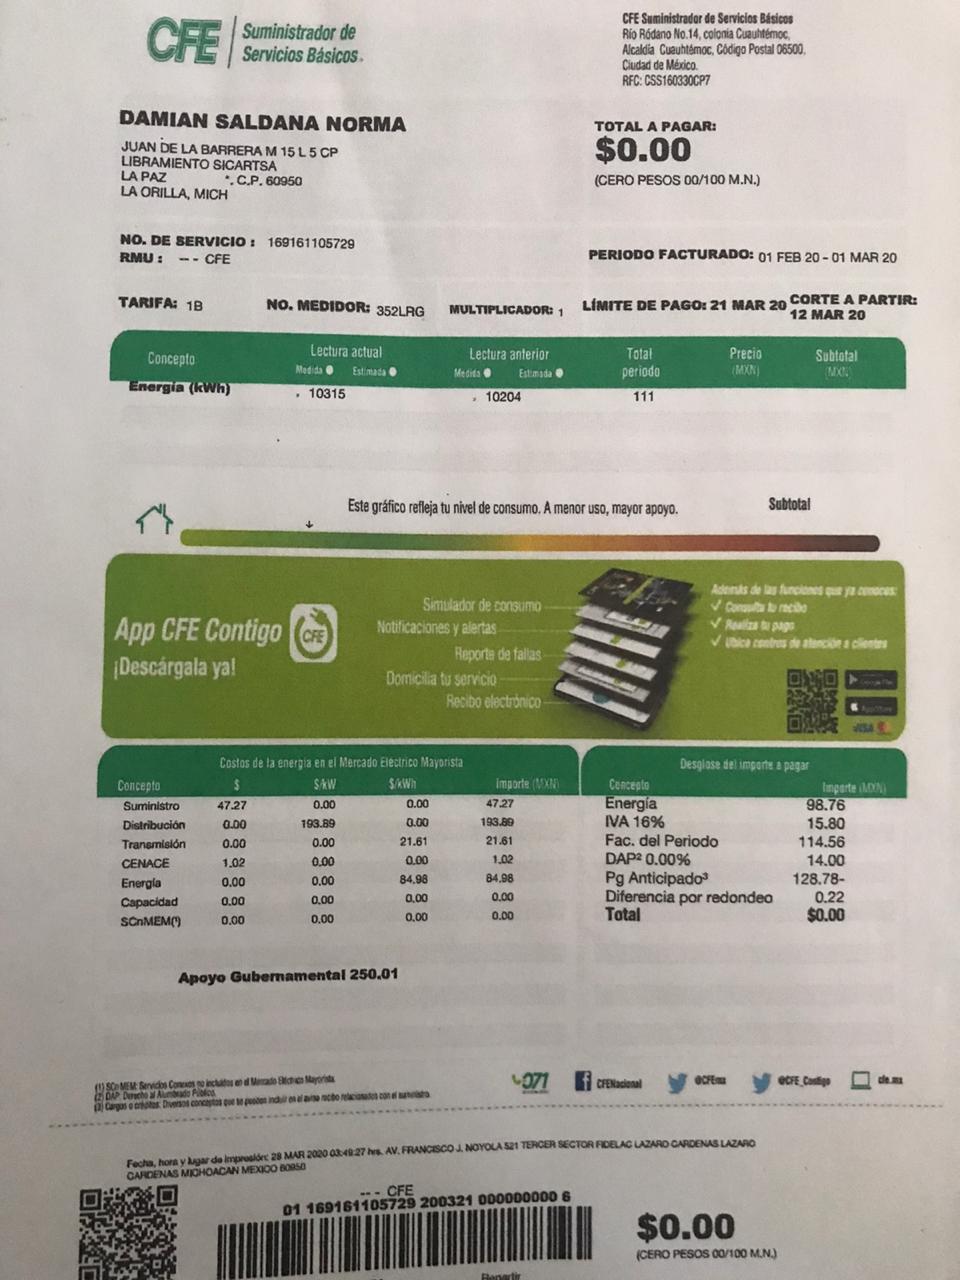 CFE Suministrador de
Servicios Básicos®
CFE Suministrador de Servicios Básicos
Río Ródano No.14, colonia Cuauhtémoc,
Alcaldía Cuauhtémoc, Código Postal 06500,
Ciudad de México.
RFC: CSS160330CP7
DAMIAN SALDANA NORMA
JUAN DE LA BARRERA M 15 L 5 CP
LIBRAMIENTO SICARTSA
LA PAZ *. C.P. 60950
LA ORILLA, MICH
TOTAL A PAGAR:
$0.00
(CERO PESOS 00/100 M.N.)
NO. DE SERVICIO : 169161105729
RMU : -- - CFE
PERIODO FACTURADO: 01 FEB 20 - 01 MAR 20
TARIFA: 1B NO. MEDIDOR: 352LRG MULTIPLICADOR: 1 LÍMITE DE PAGO: 21 MAR 20 CORTE A PARTIR:
12 MAR 20
Concepto Lectura actual Lectura anterior Total periodo Precio (MXN) Subtotal (MXN)
Medida Estimada Medida Estimada
Energía (kWh) 10315 10204 111
Este gráfico refleja tu nivel de consumo. A menor uso, mayor apoyo. Subtotal
App CFE Contigo
¡Descárgala ya!
CFE
Simulador de consumo
Notificaciones y alertas
Reporte de fallas
Domicilia tu servicio
Recibo electrónico
Además de las funciones que ya conoces:
✓ Consulta tu recibo
✓ Realiza tu pago
✓ Ubica centros de atención a clientes
Google Play
App Store
VISA
Costos de la energía en el Mercado Eléctrico Mayorista
Concepto $ $/kW $/kWh Importe (MXN)
Suministro 47.27 0.00 0.00 47.27
Distribución 0.00 193.89 0.00 193.89
Transmisión 0.00 0.00 21.61 21.61
CENACE 1.02 0.00 0.00 1.02
Energía 0.00 0.00 84.98 84.98
Capacidad 0.00 0.00 0.00 0.00
SCnMEM(¹) 0.00 0.00 0.00 0.00
Desglose del importe a pagar
Concepto Importe (MXN)
Energía 98.76
IVA 16% 15.80
Fac. del Periodo 114.56
DAP² 0.00% 14.00
Pg Anticipado³ 128.78-
Diferencia por redondeo 0.22
Total $0.00
Apoyo Gubernamental 250.01
(1) SCnMEM: Servicios Conexos no incluidos en el Mercado Eléctrico Mayorista.
(2) DAP: Derecho al Alumbrado Público.
(3) Cargos o créditos: Diversos conceptos que se pueden incluir en el aviso recibo relacionados con el suministro.
071 CFENacional @CFEmx @CFE_Contigo cfe.mx
Fecha, hora y lugar de impresión: 28 MAR 2020 03:49:27 hrs. AV. FRANCISCO J. NOYOLA 521 TERCER SECTOR FIDELAC LAZARO CARDENAS LAZARO
CARDENAS MICHOACAN MEXICO 60950
-- - CFE
01 169161105729 200321 000000000 6
$0.00
(CERO PESOS 00/100 M.N.)
Repartir